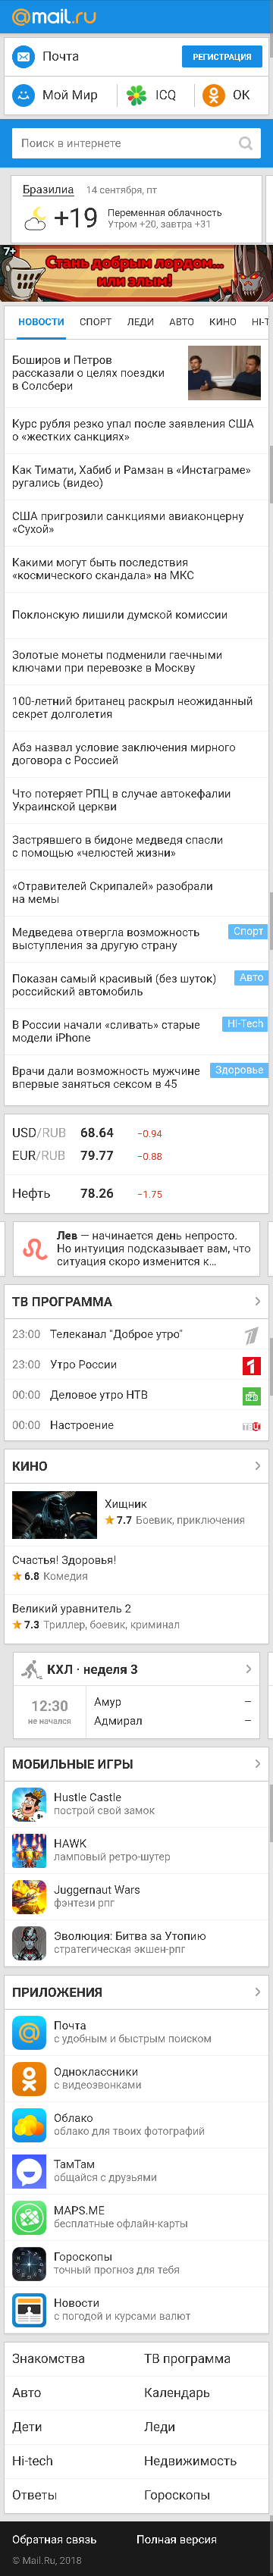 @mail.ru
Почта
РЕГИСТРАЦИЯ
Мой Мир
ICQ
OK
Поиск в интернете
Бразилиа 14 сентября, пт
+19
Переменная облачность
Утром +20, завтра +31
7+
Стань добрым лордом...
или злым!
НОВОСТИ СПОРТ ЛЕДИ АВТО КИНО HI-T
Боширов и Петров
рассказали о целях поездки
в Солсбери
Курс рубля резко упал после заявления США
о «жестких санкциях»
Как Тимати, Хабиб и Рамзан в «Инстаграме»
ругались (видео)
США пригрозили санкциями авиаконцерну
«Сухой»
Какими могут быть последствия
«космического скандала» на МКС
Поклонскую лишили думской комиссии
Золотые монеты подменили гаечными
ключами при перевозке в Москву
100-летний британец раскрыл неожиданный
секрет долголетия
Абэ назвал условие заключения мирного
договора с Россией
Что потеряет РПЦ в случае автокефалии
Украинской церкви
Застрявшего в бидоне медведя спасли
с помощью «челюстей жизни»
«Отравителей Скрипалей» разобрали
на мемы
Медведева отвергла возможность
выступления за другую страну
Спорт
Показан самый красивый (без шуток)
российский автомобиль
Авто
В России начали «сливать» старые
модели iPhone
Hi-Tech
Врачи дали возможность мужчине
впервые заняться сексом в 45
Здоровье
USD/RUB 68.64 −0.94
EUR/RUB 79.77 −0.88
Нефть 78.26 −1.75
Лев — начинается день непросто.
Но интуиция подсказывает вам, что
ситуация скоро изменится к...
ТВ ПРОГРАММА
23:00 Телеканал "Доброе утро"
23:00 Утро России
00:00 Деловое утро НТВ
00:00 Настроение
КИНО
Хищник
7.7 Боевик, приключения
Счастья! Здоровья!
6.8 Комедия
Великий уравнитель 2
7.3 Триллер, боевик, криминал
КХЛ · неделя 3
12:30
не начался
Амур –
Адмирал –
МОБИЛЬНЫЕ ИГРЫ
Hustle Castle
построй свой замок
HAWK
ламповый ретро-шутер
Juggernaut Wars
фэнтези рпг
Эволюция: Битва за Утопию
стратегическая экшен-рпг
ПРИЛОЖЕНИЯ
Почта
с удобным и быстрым поиском
Одноклассники
с видеозвонками
Облако
облако для твоих фотографий
ТамТам
общайся с друзьями
MAPS.ME
бесплатные офлайн-карты
Гороскопы
точный прогноз для тебя
Новости
с погодой и курсами валют
Знакомства ТВ программа
Авто Календарь
Дети Леди
Hi-tech Недвижимость
Ответы Гороскопы
Обратная связь Полная версия
© Mail.Ru, 2018